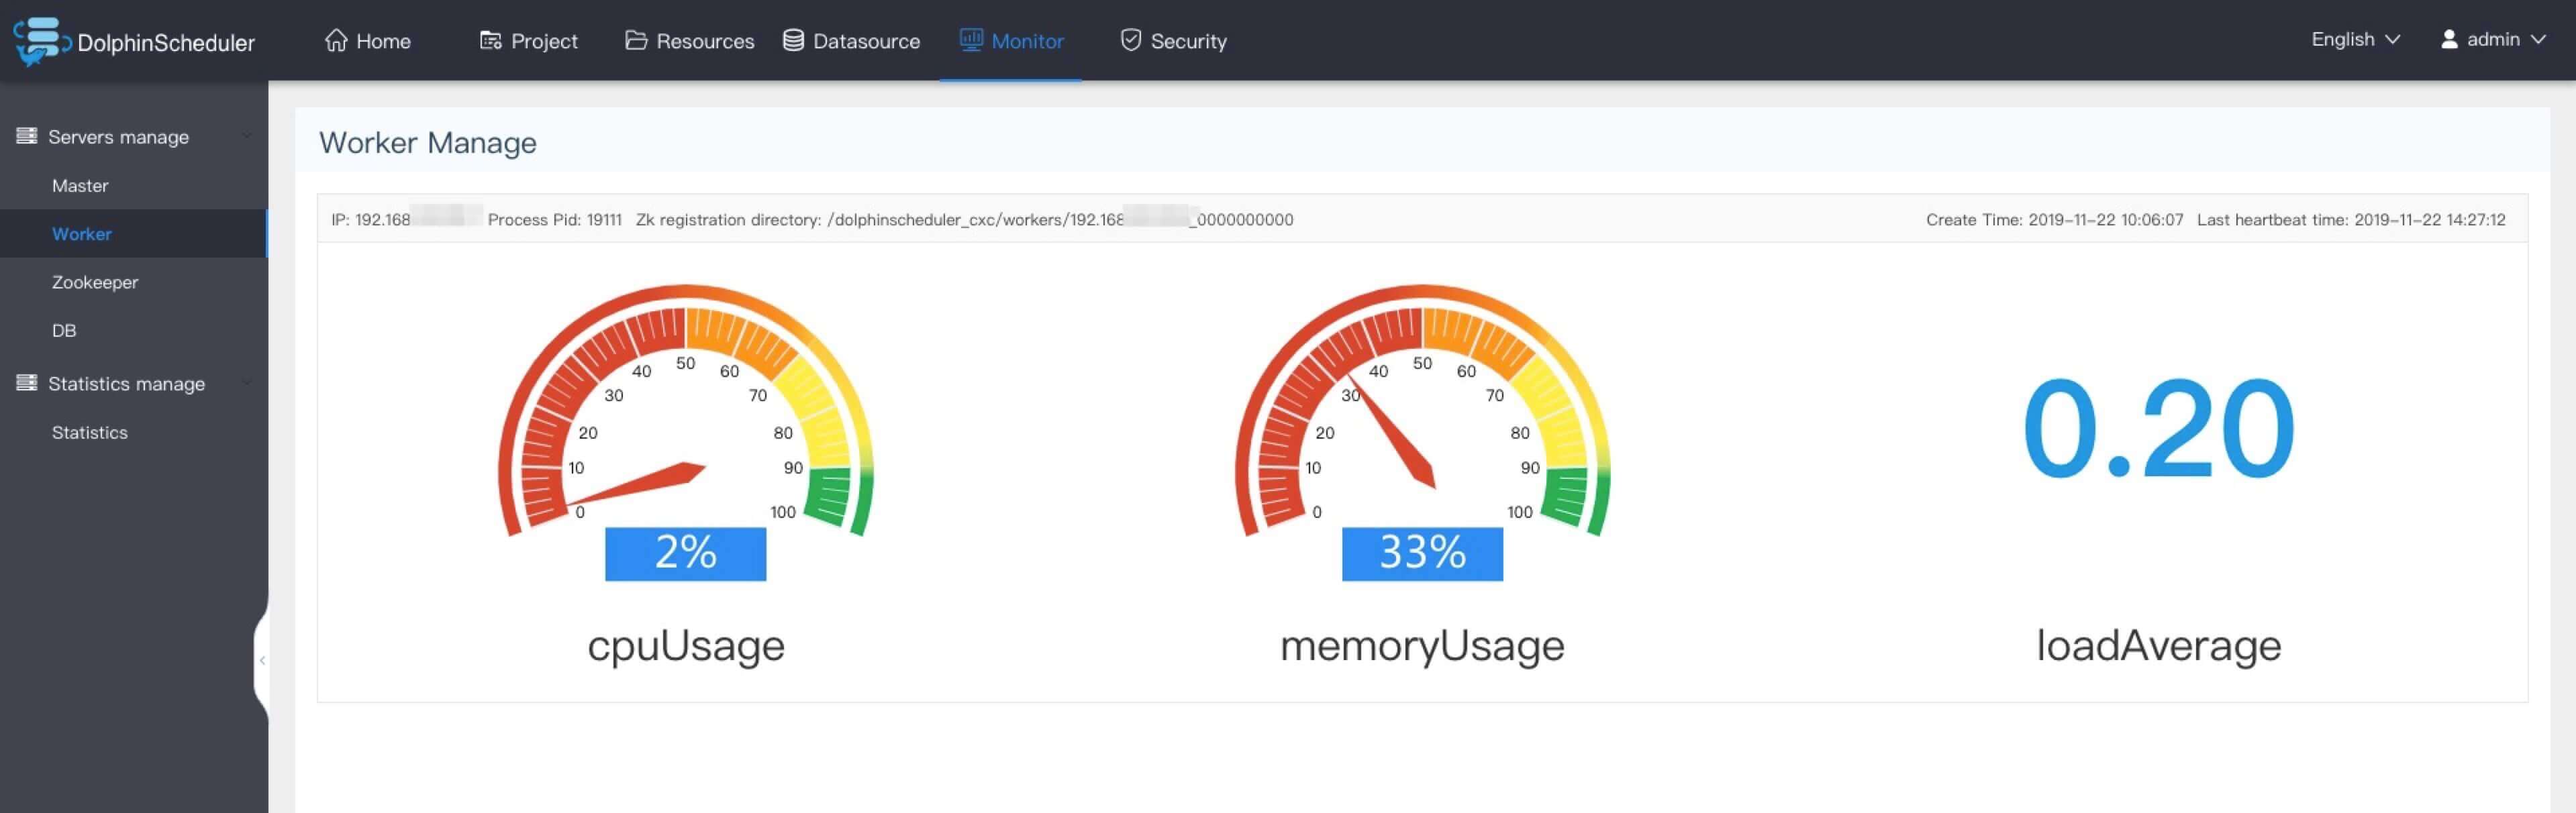 DolphinScheduler Home Project Resources Datasource Monitor Security English admin
Servers manage
Master
Worker
Zookeeper
DB
Statistics manage
Statistics
Worker Manage
IP: 192.168 Process Pid: 19111 Zk registration directory: /dolphinscheduler_cxc/workers/192.168 _0000000000 Create Time: 2019-11-22 10:06:07 Last heartbeat time: 2019-11-22 14:27:12
0 10 20 30 40 50 60 70 80 90 100
2%
cpuUsage
0 10 20 30 40 50 60 70 80 90 100
33%
memoryUsage
0.20
loadAverage